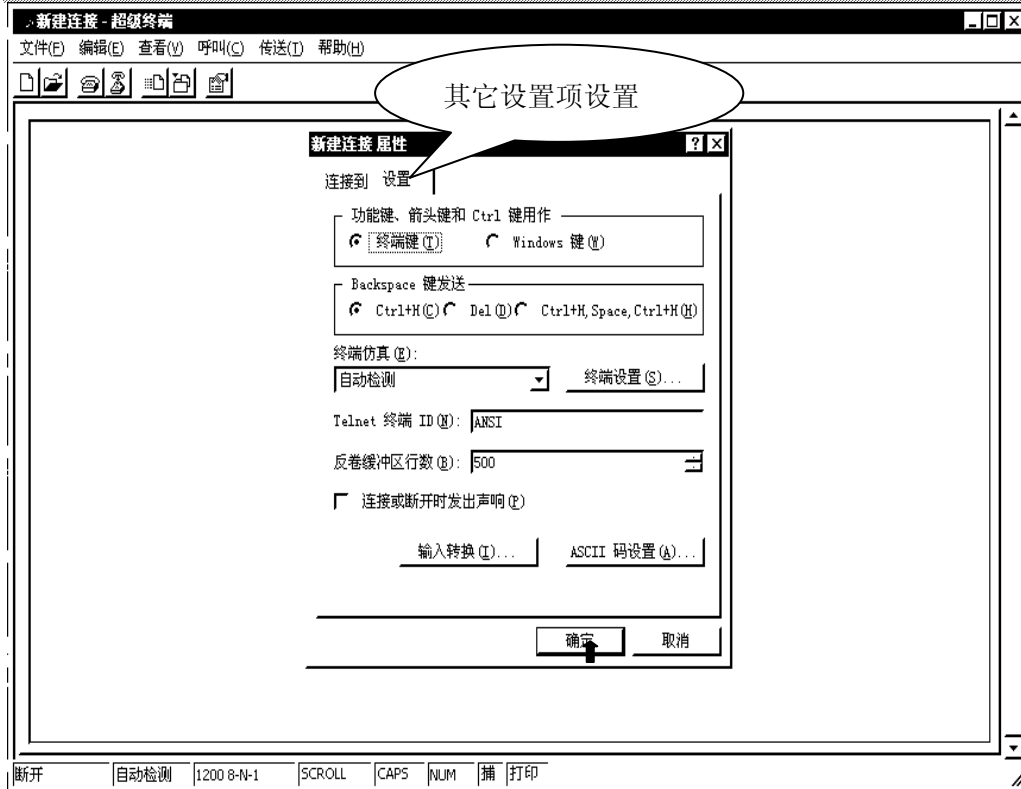 新建连接 - 超级终端
文件(F) 编辑(E) 查看(V) 呼叫(C) 传送(T) 帮助(H)
其它设置项设置
新建连接 属性
连接到 设置
功能键、箭头键和 Ctrl 键用作
终端键(T) Windows 键(W)
Backspace 键发送
Ctrl+H(C) Del(D) Ctrl+H,Space,Ctrl+H(H)
终端仿真(E):
自动检测 终端设置(S)...
Telnet 终端 ID(N): ANSI
反卷缓冲区行数(B): 500
连接或断开时发出声响(P)
输入转换(I)... ASCII 码设置(A)...
确定 取消
断开 自动检测 1200 8-N-1 SCROLL CAPS NUM 捕 打印